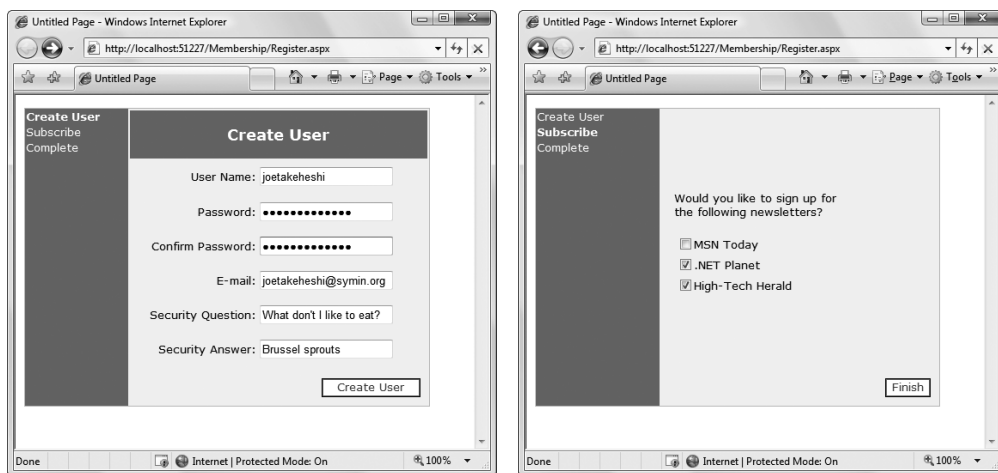 Untitled Page - Windows Internet Explorer
http://localhost:51227/Membership/Register.aspx
Untitled Page
Page
Tools
»
Create User
Subscribe
Complete
Create User
User Name: joetakeheshi
Password: •••••••••••••
Confirm Password: •••••••••••••
E-mail: joetakeheshi@symin.org
Security Question: What don't I like to eat?
Security Answer: Brussel sprouts
Create User
Done
Internet | Protected Mode: On
100%
Untitled Page - Windows Internet Explorer
http://localhost:51227/Membership/Register.aspx
Untitled Page
Page
Tools
»
Create User
Subscribe
Complete
Would you like to sign up for
the following newsletters?
MSN Today
.NET Planet
High-Tech Herald
Finish
Done
Internet | Protected Mode: On
100%